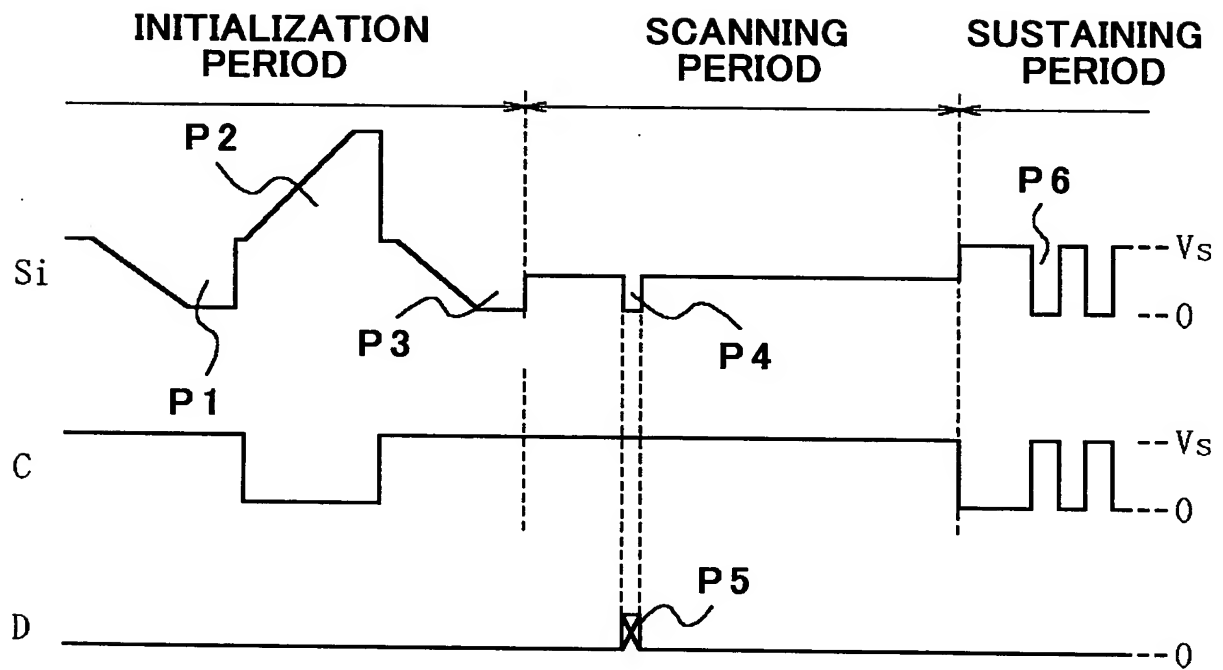 INITIALIZATION
PERIOD
SCANNING
PERIOD
SUSTAINING
PERIOD
P2
P6
Si
Vs
0
P3
P4
P1
C
Vs
0
P5
D
0